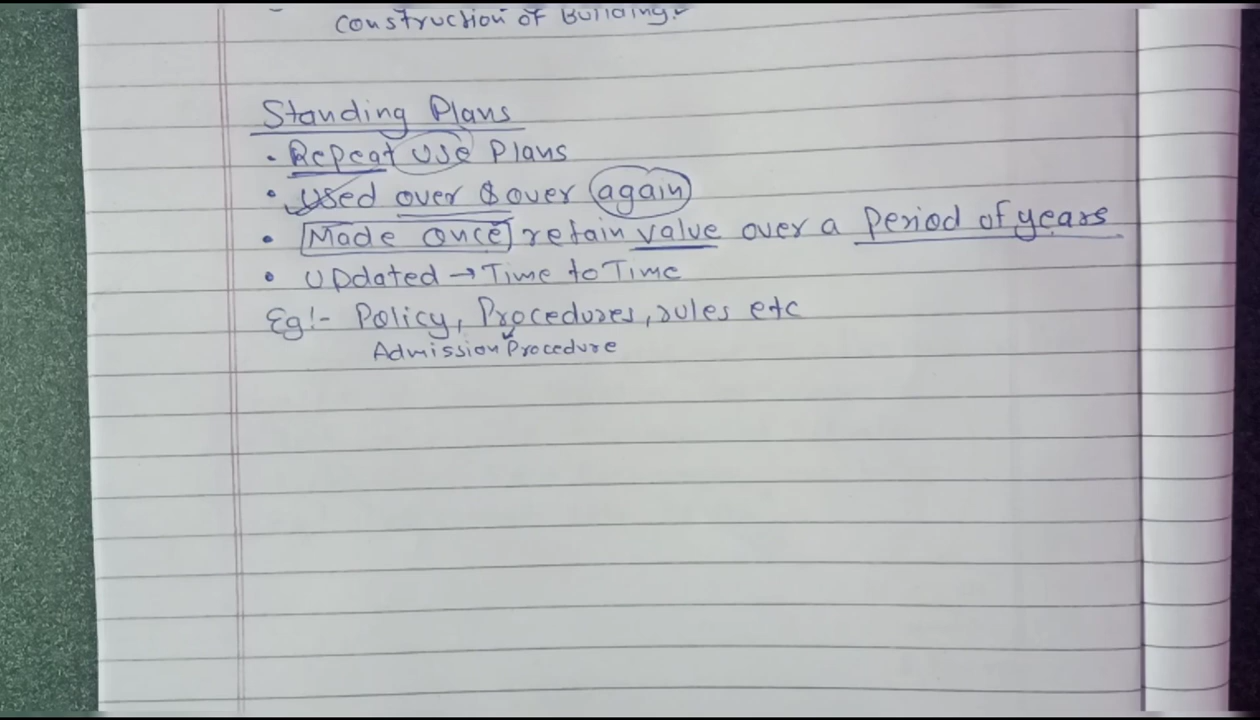 Construction of Building.
Standing Plans
• Repeat use Plans
• Used over & over again
• Made once retain value over a period of years
• Updated → Time to Time
Eg:- Policy, Procedures, rules etc
Admission Procedure